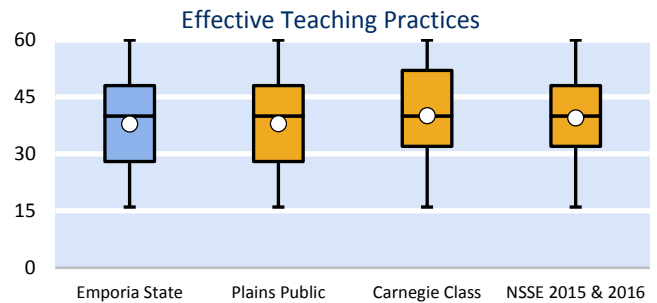 Effective Teaching Practices
60
45
30
15
0
Emporia State
Plains Public
Carnegie Class
NSSE 2015 & 2016